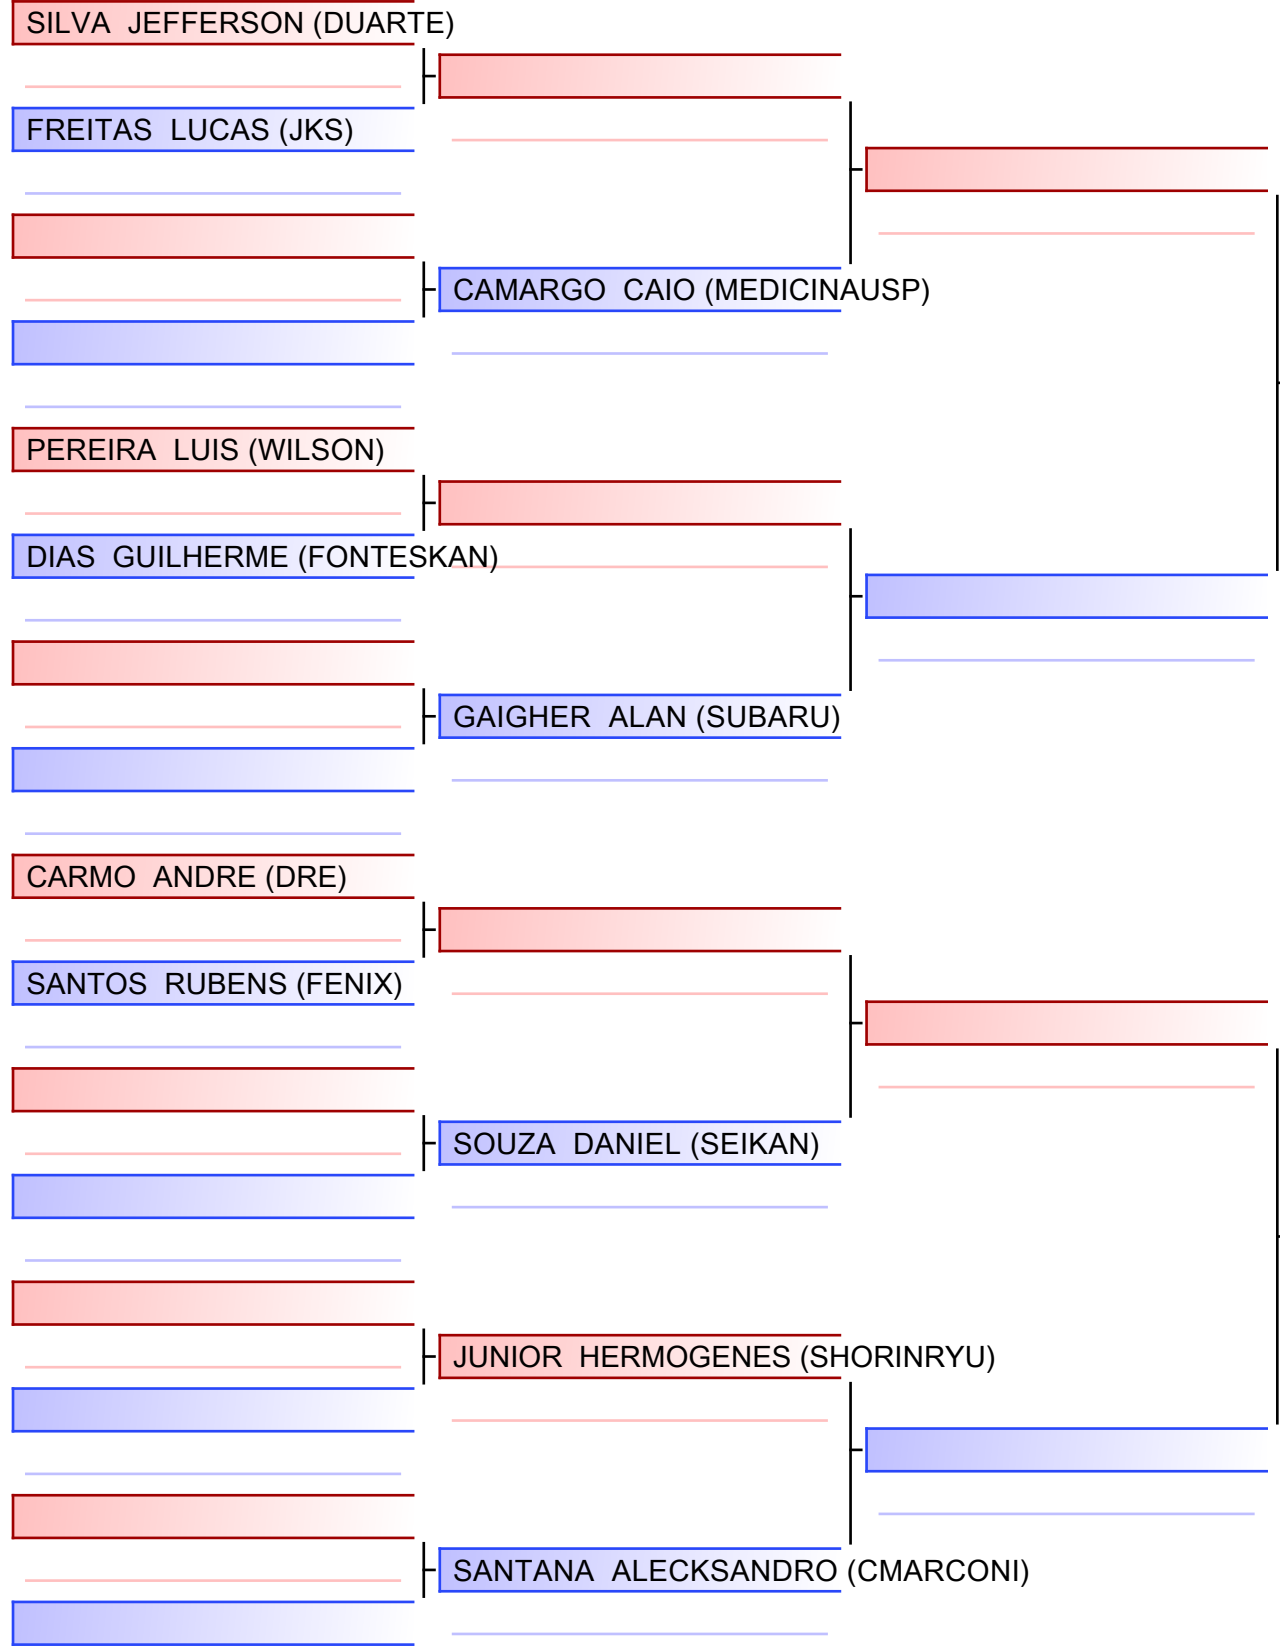 SILVA  JEFFERSON (DUARTE)
FREITAS  LUCAS (JKS)
CAMARGO  CAIO (MEDICINAUSP)
PEREIRA  LUIS (WILSON)
DIAS  GUILHERME (FONTESKAN)
GAIGHER  ALAN (SUBARU)
CARMO  ANDRE (DRE)
SANTOS  RUBENS (FENIX)
SOUZA  DANIEL (SEIKAN)
JUNIOR  HERMOGENES (SHORINRYU)
SANTANA  ALECKSANDRO (CMARCONI)